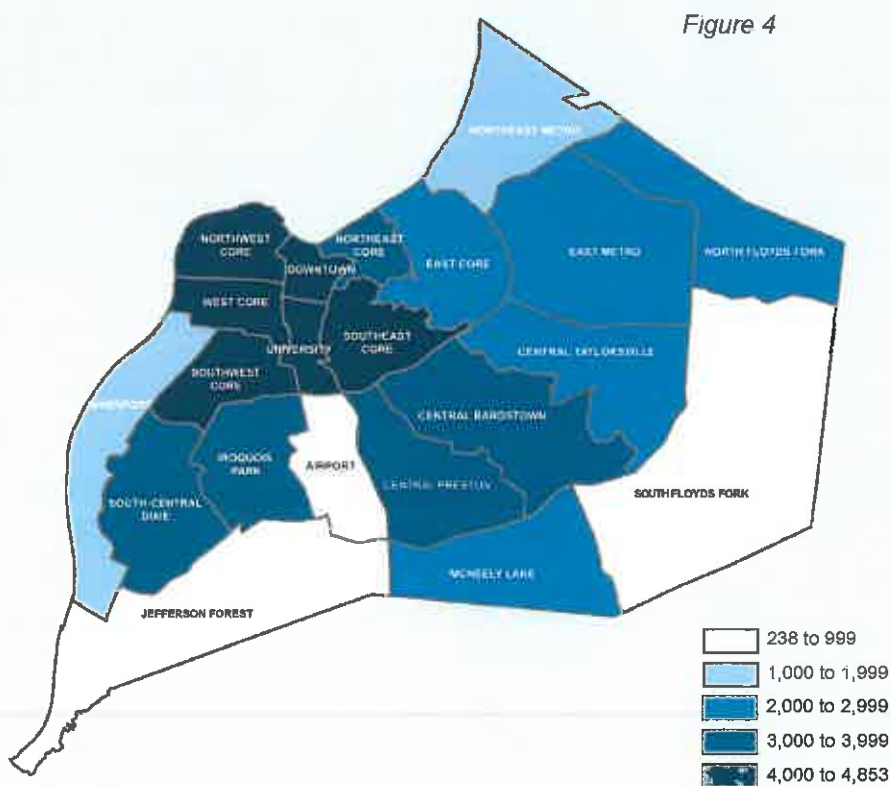 Figure 4
NORTHEAST METRO
NORTHWEST
CORE
NORTHEAST
CORE
DOWNTOWN
EAST CORE
EAST METRO
NORTH FLOYDS FORK
WEST CORE
UNIVERSITY
SOUTHEAST
CORE
CENTRAL TAYLORSVILLE
SOUTHWEST
CORE
CENTRAL BARDSTOWN
IROQUOIS
PARK
AIRPORT
CENTRAL PRESTON
SOUTH FLOYDS FORK
SOUTH CENTRAL
DIXIE
MCNEELY LAKE
JEFFERSON FOREST
238 to 999
1,000 to 1,999
2,000 to 2,999
3,000 to 3,999
4,000 to 4,853